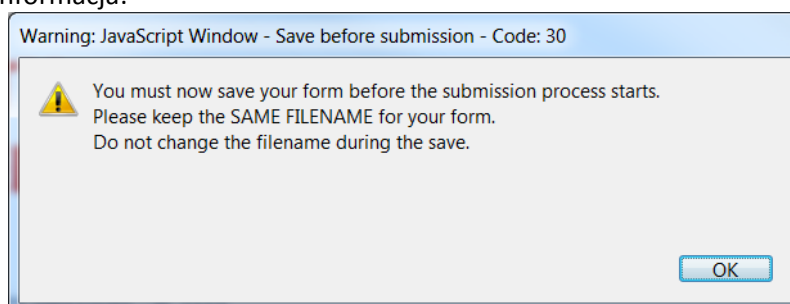 Warning: JavaScript Window - Save before submission - Code: 30
You must now save your form before the submission process starts.
Please keep the SAME FILENAME for your form.
Do not change the filename during the save.
OK